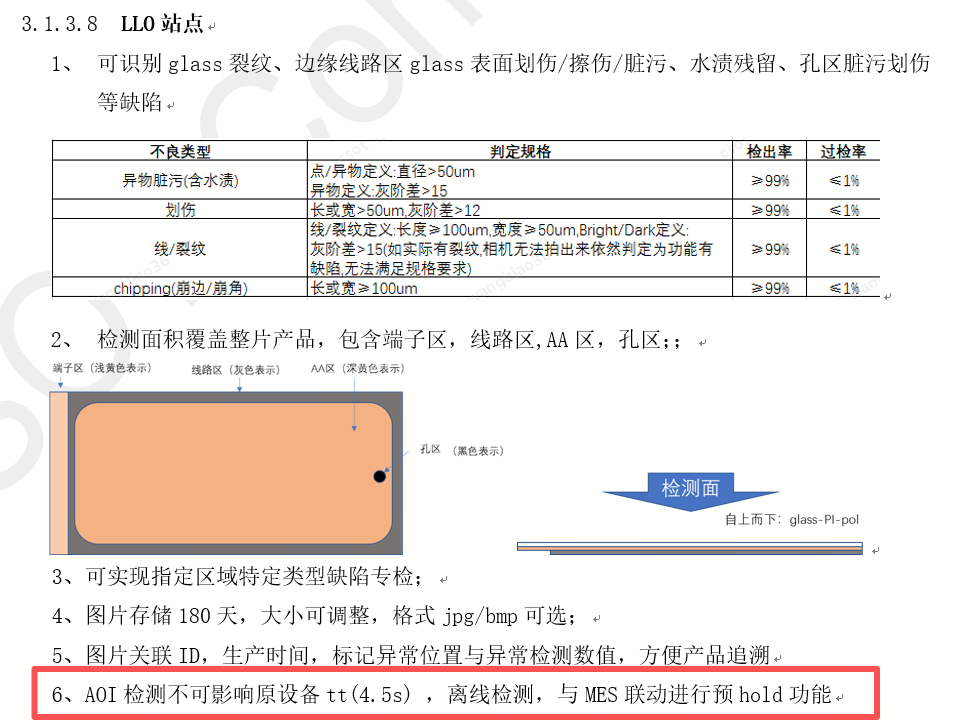 3.1.3.8 LLO 站点
1、 可识别 glass 裂纹、边缘线路区 glass 表面划伤/擦伤/脏污、水渍残留、孔区脏污划伤
等缺陷
不良类型 判定规格 检出率 过检率
异物脏污(含水渍) 点/异物定义:直径>50um
异物定义:灰阶差>15 ≥99% ≤1%
划伤 长或宽>50um,灰阶差>12 ≥99% ≤1%
线/裂纹 线/裂纹定义:长度≥100um,宽度≥50um,Bright/Dark定义:
灰阶差>15(如实际有裂纹,相机无法拍出来依然判定为功能有
缺陷,无法满足规格要求) ≥99% ≤1%
chipping(崩边/崩角) 长或宽≥100um ≥99% ≤1%
2、 检测面积覆盖整片产品，包含端子区，线路区,AA 区，孔区；；
端子区（浅黄色表示） 线路区（灰色表示） AA区（深黄色表示）
孔区 （黑色表示）
检测面
自上而下：glass-PI-pol
3、可实现指定区域特定类型缺陷专检；
4、图片存储 180 天，大小可调整，格式 jpg/bmp 可选；
5、图片关联 ID，生产时间，标记异常位置与异常检测数值，方便产品追溯
6、AOI 检测不可影响原设备 tt(4.5s) ，离线检测，与 MES 联动进行预 hold 功能